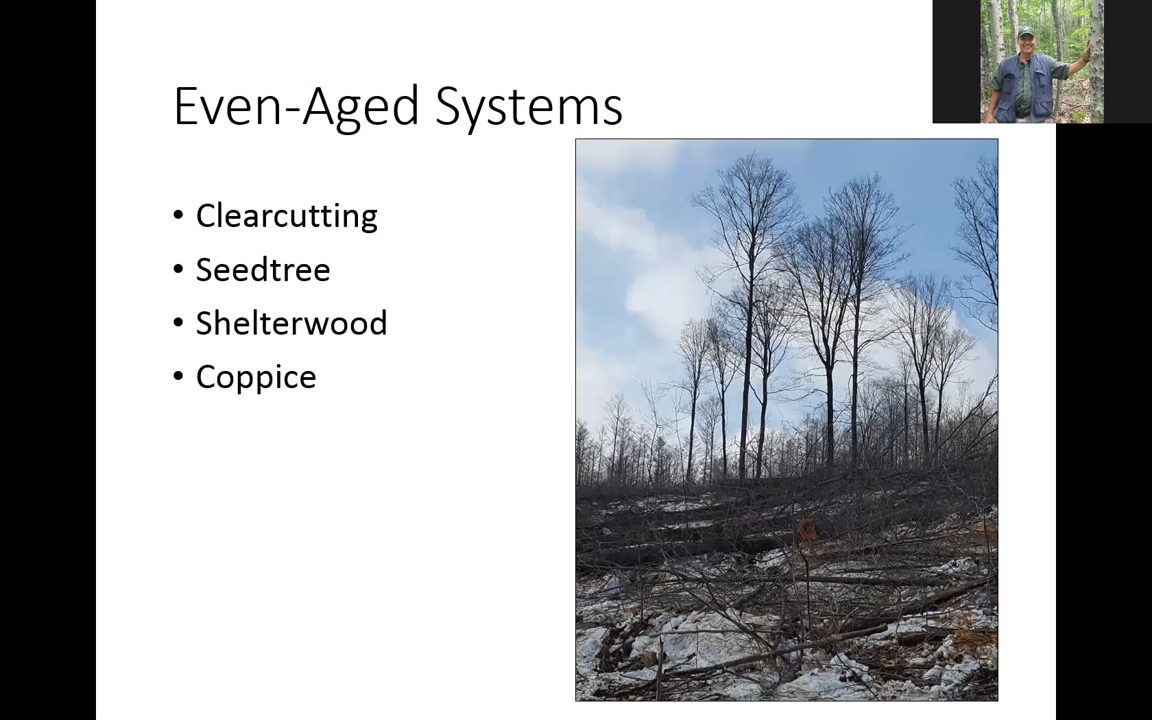 Even-Aged Systems
• Clearcutting
• Seedtree
• Shelterwood
• Coppice